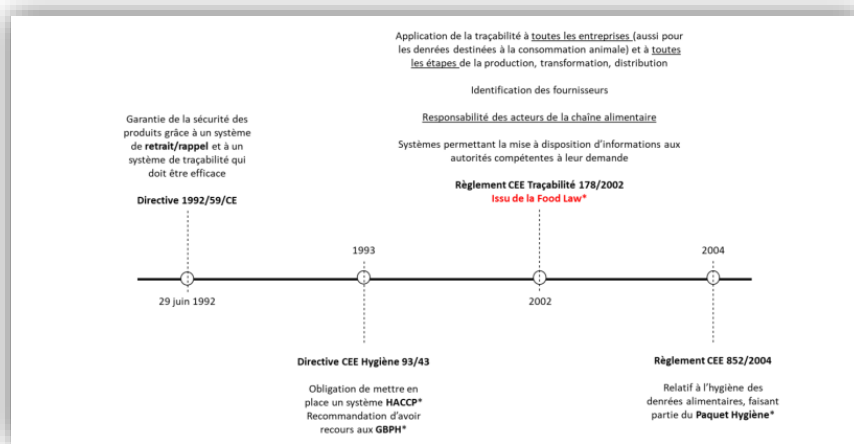 Application de la traçabilité à toutes les entreprises (aussi pour
les denrées destinées à la consommation animale) et à toutes
les étapes de la production, transformation, distribution
Identification des fournisseurs
Responsabilité des acteurs de la chaîne alimentaire
Systèmes permettant la mise à disposition d'informations aux
autorités compétentes à leur demande
Règlement CEE Traçabilité 178/2002
Issu de la Food Law*
Garantie de la sécurité des
produits grâce à un système
de retrait/rappel et à un
système de traçabilité qui
doit être efficace
Directive 1992/59/CE
1993
2004
29 juin 1992
2002
Directive CEE Hygiène 93/43
Obligation de mettre en
place un système HACCP*
Recommandation d'avoir
recours aux GBPH*
Règlement CEE 852/2004
Relatif à l'hygiène des
denrées alimentaires, faisant
partie du Paquet Hygiène*